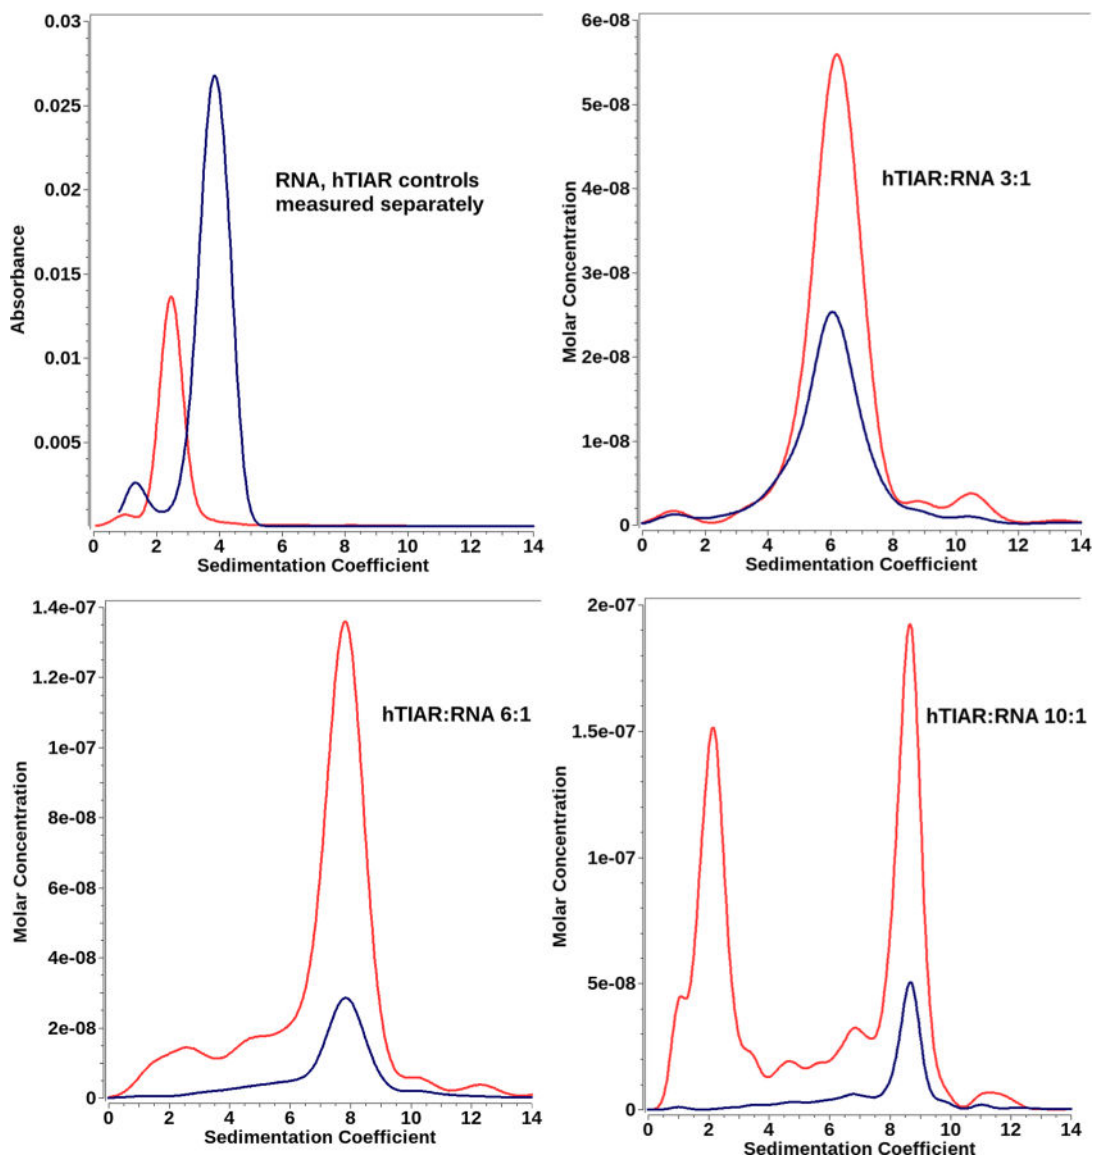 0.03
0.025
0.02
0.015
0.01
0.005
Absorbance
RNA, hTIAR controls
measured separately
0 2 4 6 8 10 12 14
Sedimentation Coefficient
6e-08
5e-08
4e-08
3e-08
2e-08
1e-08
0
Molar Concentration
hTIAR:RNA 3:1
0 2 4 6 8 10 12 14
Sedimentation Coefficient
1.4e-07
1.2e-07
1e-07
8e-08
6e-08
4e-08
2e-08
0
Molar Concentration
hTIAR:RNA 6:1
0 2 4 6 8 10 12 14
Sedimentation Coefficient
2e-07
1.5e-07
1e-07
5e-08
0
Molar Concentration
hTIAR:RNA 10:1
0 2 4 6 8 10 12 14
Sedimentation Coefficient